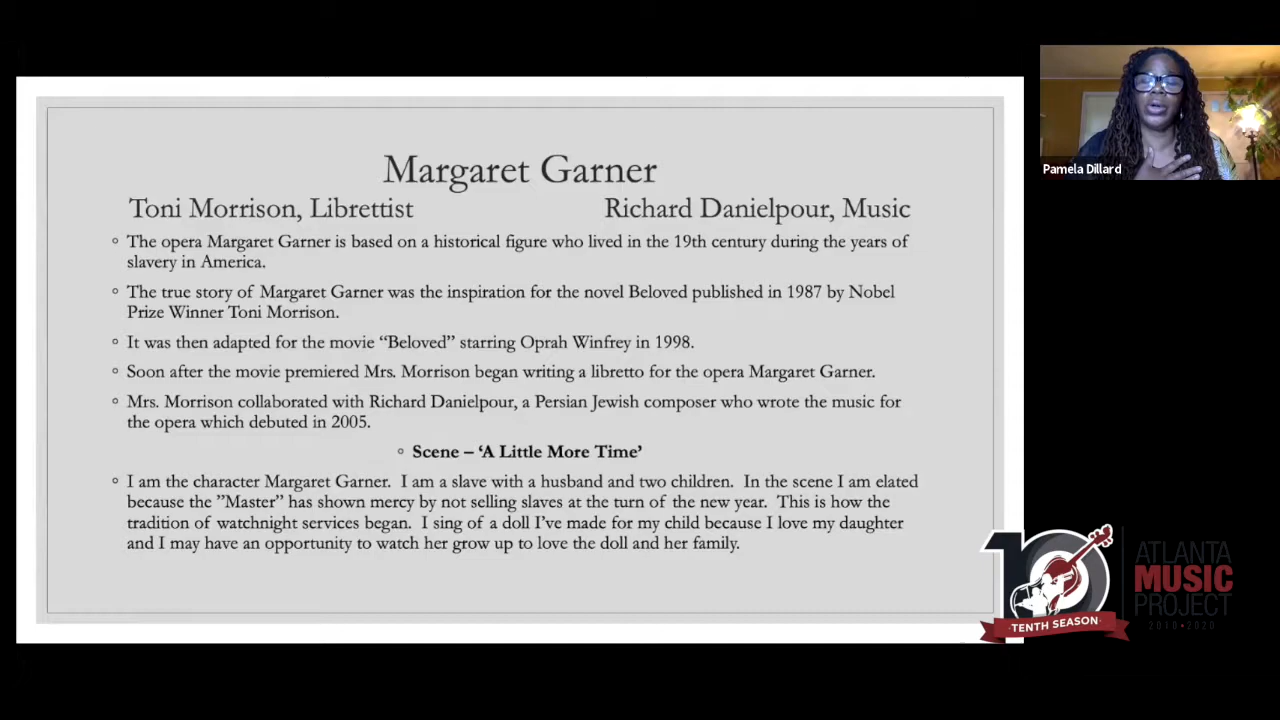 Margaret Garner
Toni Morrison, Librettist
Richard Danielpour, Music
◦ The opera Margaret Garner is based on a historical figure who lived in the 19th century during the years of
slavery in America.
◦ The true story of Margaret Garner was the inspiration for the novel Beloved published in 1987 by Nobel
Prize Winner Toni Morrison.
◦ It was then adapted for the movie “Beloved” starring Oprah Winfrey in 1998.
◦ Soon after the movie premiered Mrs. Morrison began writing a libretto for the opera Margaret Garner.
◦ Mrs. Morrison collaborated with Richard Danielpour, a Persian Jewish composer who wrote the music for
the opera which debuted in 2005.
◦ Scene – ‘A Little More Time’
◦ I am the character Margaret Garner.  I am a slave with a husband and two children.  In the scene I am elated
because the ”Master” has shown mercy by not selling slaves at the turn of the new year.  This is how the
tradition of watchnight services began.  I sing of a doll I’ve made for my child because I love my daughter
and I may have an opportunity to watch her grow up to love the doll and her family.
Pamela Dillard
10
·TENTH SEASON·
ATLANTA
MUSIC
PROJECT
2010•2020